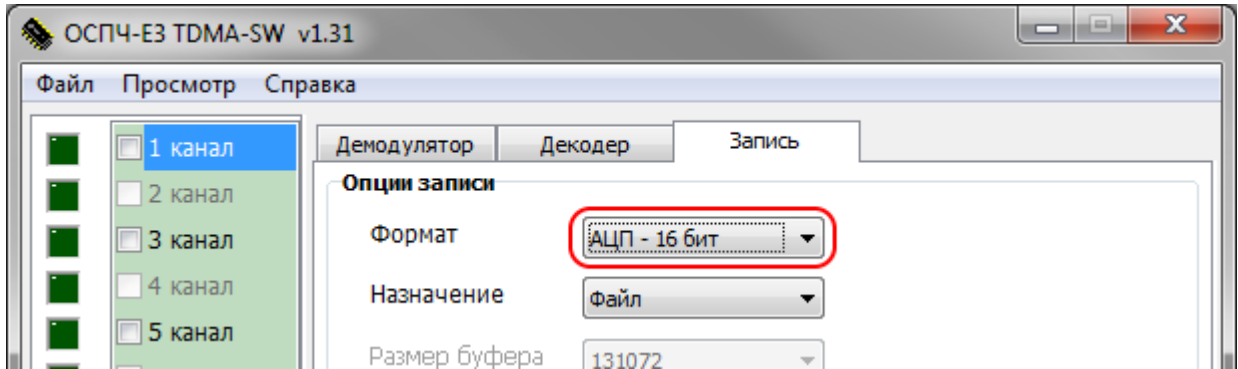 ОСПЧ-ЕЗ TDMA-SW v1.31
Файл Просмотр Справка
1 канал
2 канал
3 канал
4 канал
5 канал
Демодулятор Декодер Запись
Опции записи
Формат АЦП - 16 бит
Назначение Файл
Размер буфера 131072